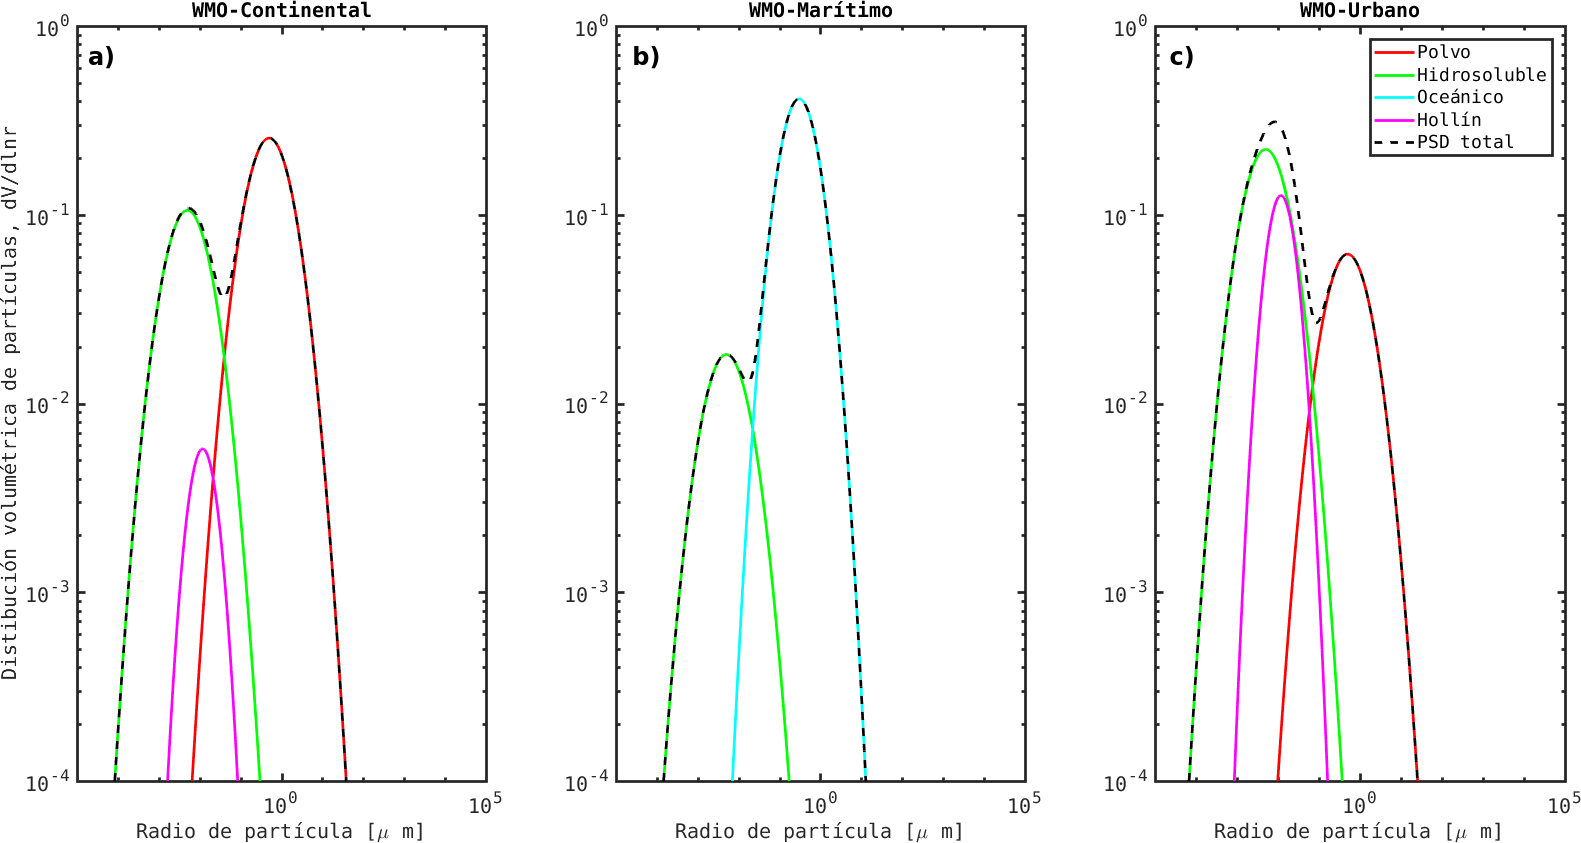 WMO-Continental
WMO-Marítimo
WMO-Urbano
a)
b)
c)
Polvo
Hidrosoluble
Oceánico
Hollín
PSD total
Distibución volumétrica de partículas, dV/dlnr
10^0
10^-1
10^-2
10^-3
10^-4
10^0
10^5
Radio de partícula [μ m]
10^0
10^-1
10^-2
10^-3
10^-4
10^0
10^5
Radio de partícula [μ m]
10^0
10^-1
10^-2
10^-3
10^-4
10^0
10^5
Radio de partícula [μ m]